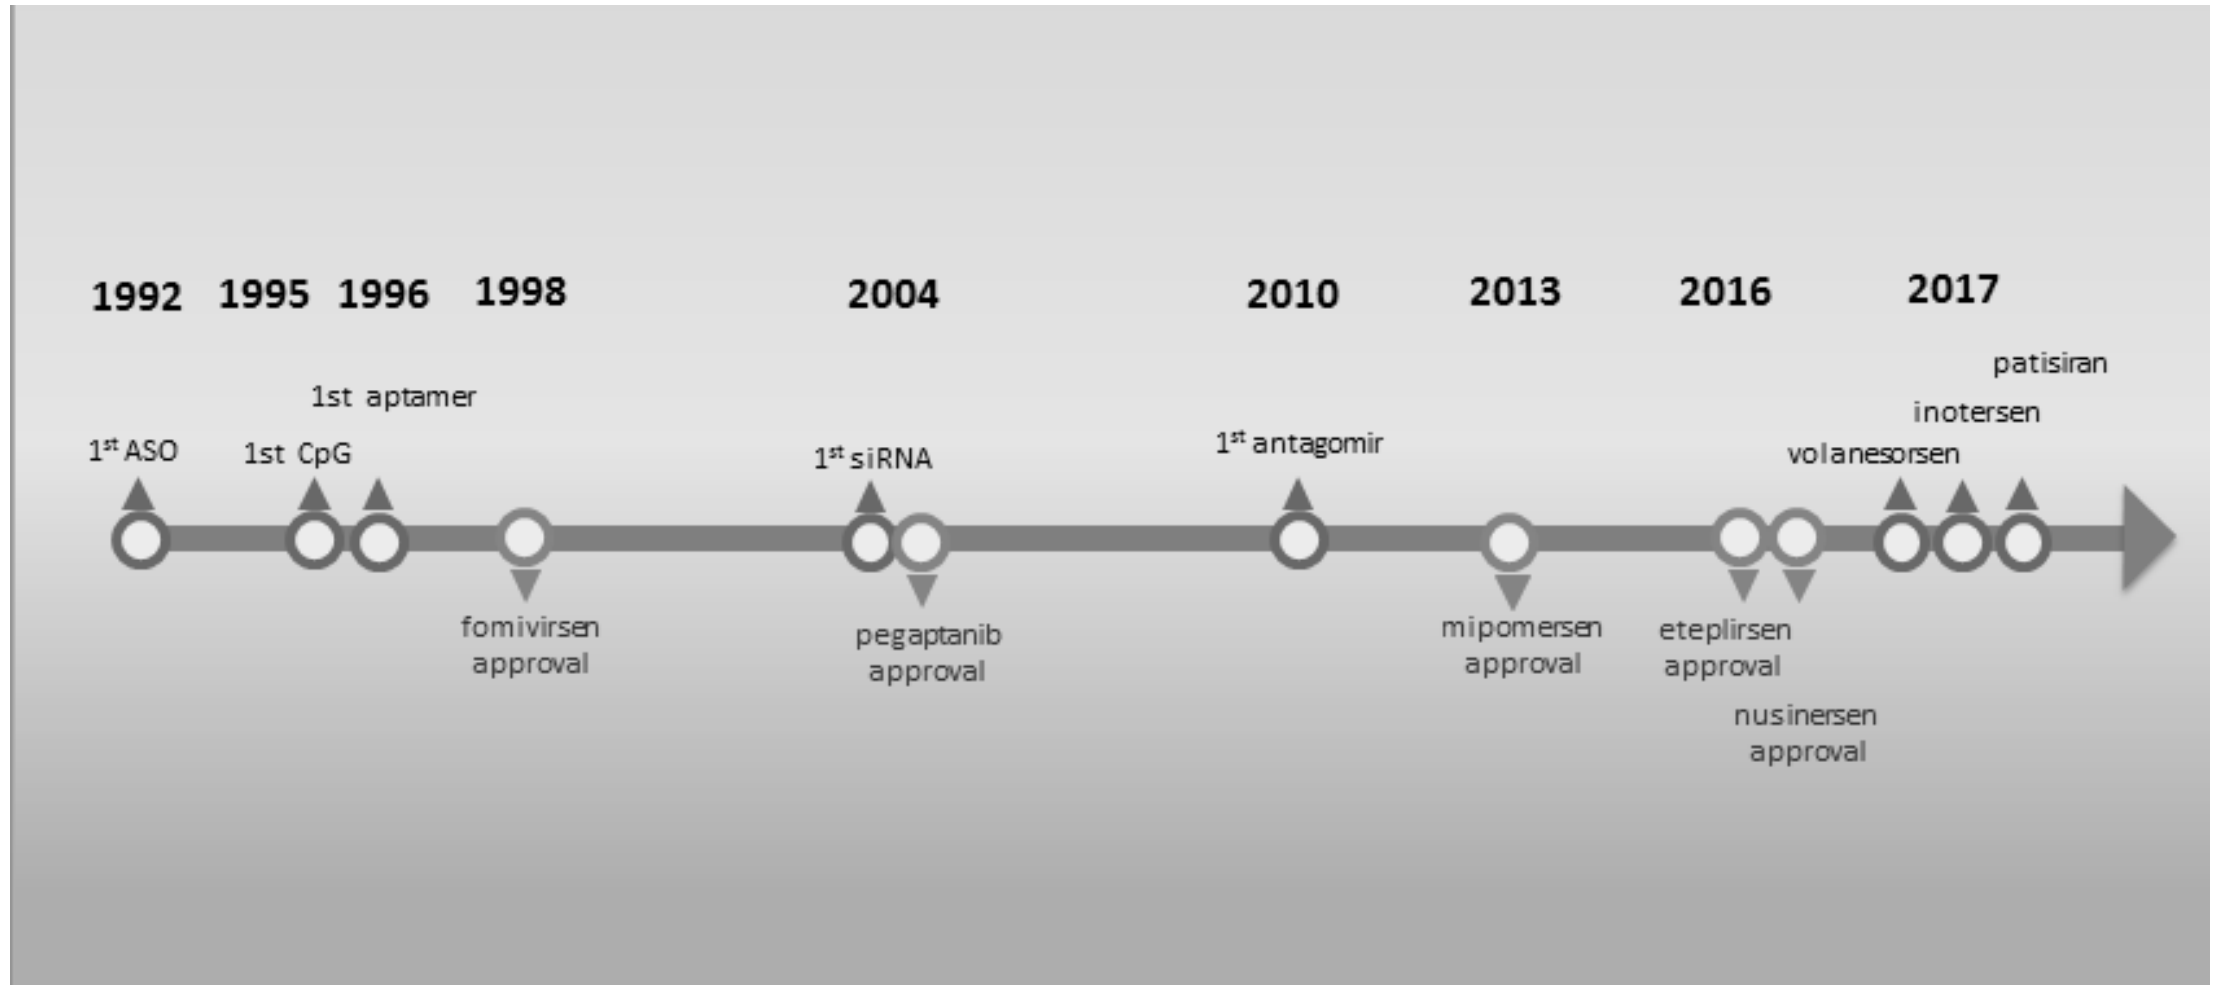 1992 1995 1996 1998 2004 2010 2013 2016 2017
patisiran
1st aptamer
inotersen
1st ASO 1st CpG 1st siRNA 1st antagomir volanesorsen
fomivirsen pegaptanib mipomersen eteplirsen
approval approval approval approval
nusinersen
approval